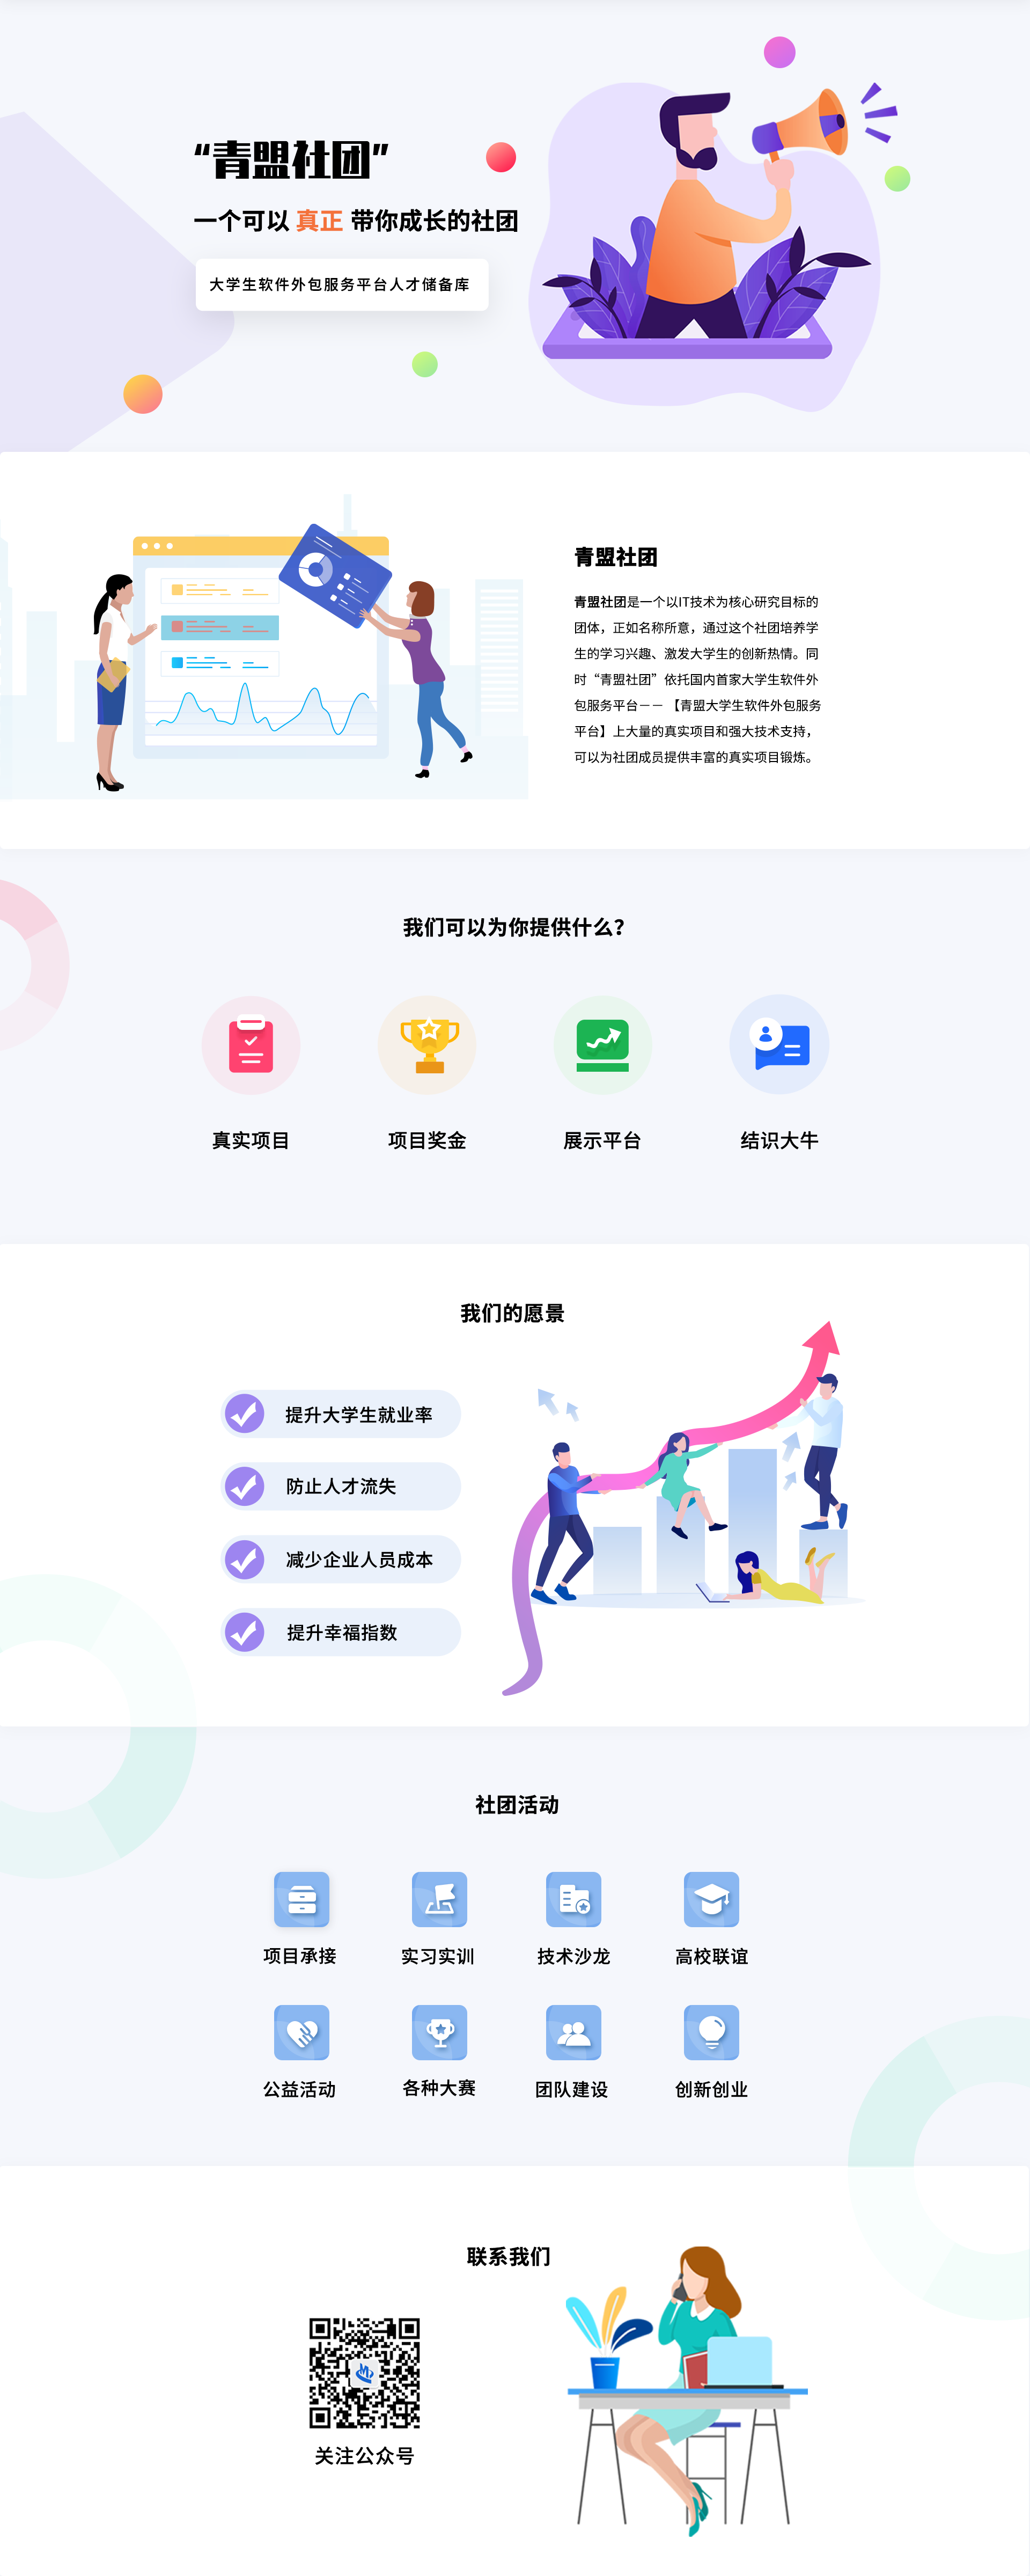 “青盟社团”
一个可以 真正 带你成长的社团
大学生软件外包服务平台人才储备库
青盟社团
青盟社团是一个以IT技术为核心研究目标的
团体，正如名称所意，通过这个社团培养学
生的学习兴趣、激发大学生的创新热情。同
时“青盟社团”依托国内首家大学生软件外
包服务平台－－ 【青盟大学生软件外包服务
平台】上大量的真实项目和强大技术支持，
可以为社团成员提供丰富的真实项目锻炼。
我们可以为你提供什么？
真实项目 项目奖金 展示平台 结识大牛
我们的愿景
提升大学生就业率
防止人才流失
减少企业人员成本
提升幸福指数
社团活动
项目承接 实习实训 技术沙龙 高校联谊
公益活动 各种大赛 团队建设 创新创业
联系我们
关注公众号